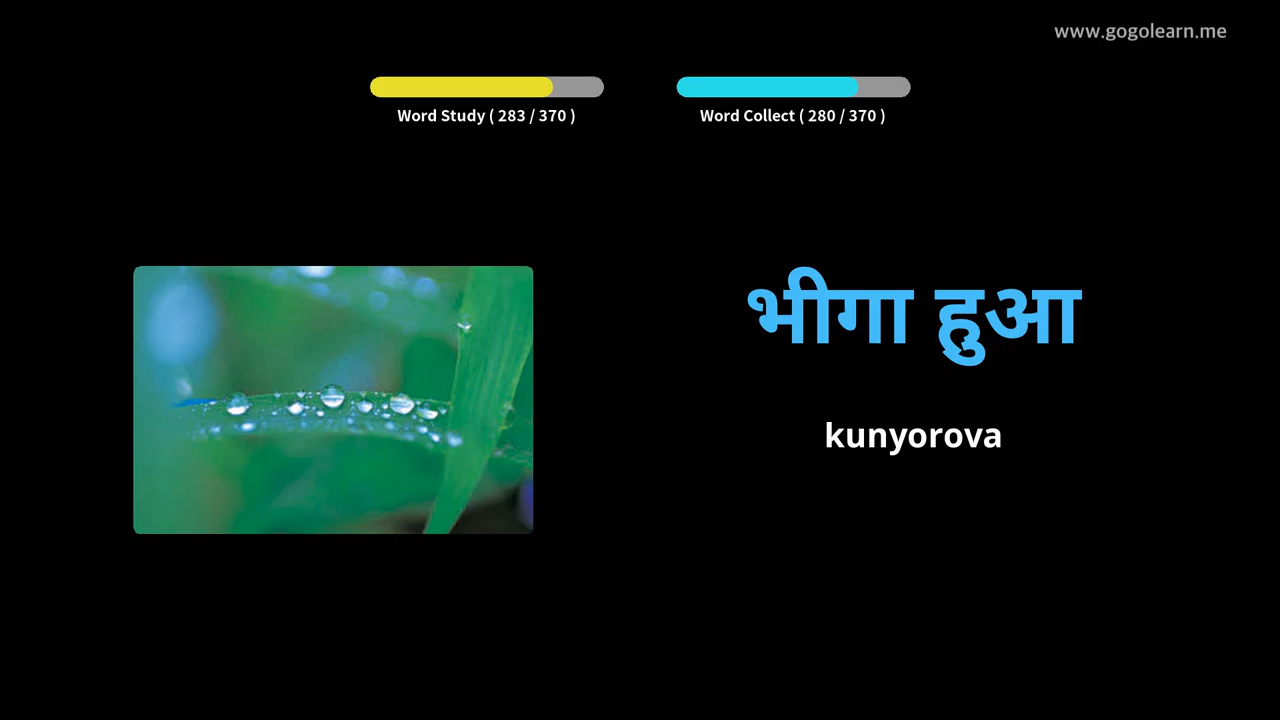 www.gogolearn.me
Word Study ( 283 / 370 )
Word Collect ( 280 / 370 )
भीगा हुआ
kunyorova